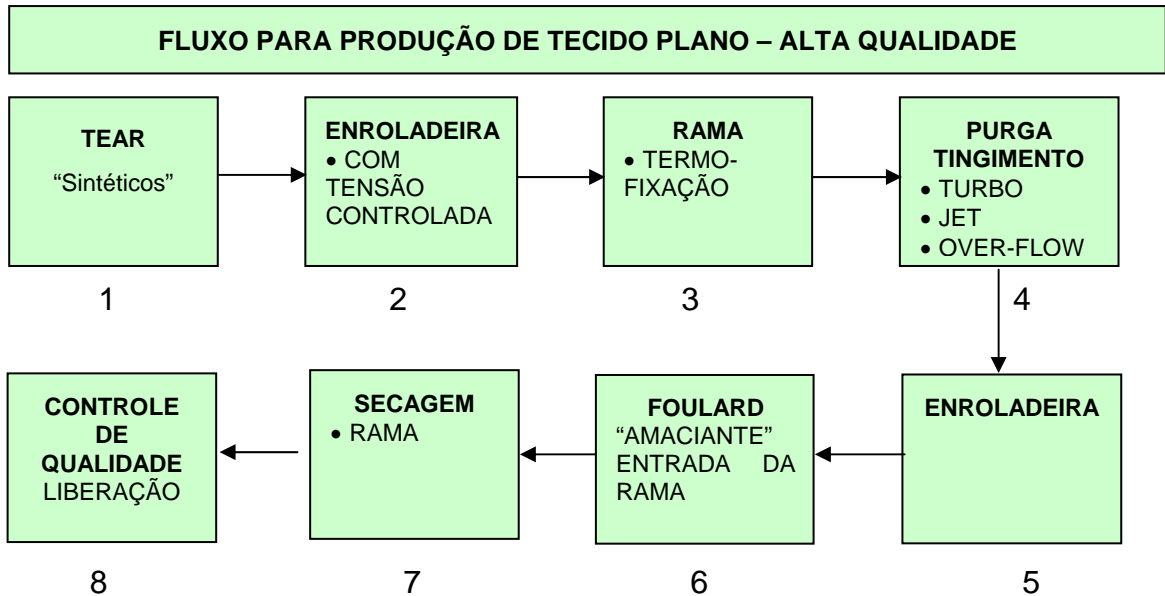 FLUXO PARA PRODUÇÃO DE TECIDO PLANO – ALTA QUALIDADE
TEAR
“Sintéticos”
1
ENROLADEIRA
• COM
TENSÃO
CONTROLADA
2
RAMA
• TERMO-
FIXAÇÃO
3
PURGA
TINGIMENTO
• TURBO
• JET
• OVER-FLOW
4
ENROLADEIRA
5
FOULARD
“AMACIANTE”
ENTRADA DA
RAMA
6
SECAGEM
• RAMA
7
CONTROLE
DE
QUALIDADE
LIBERAÇÃO
8